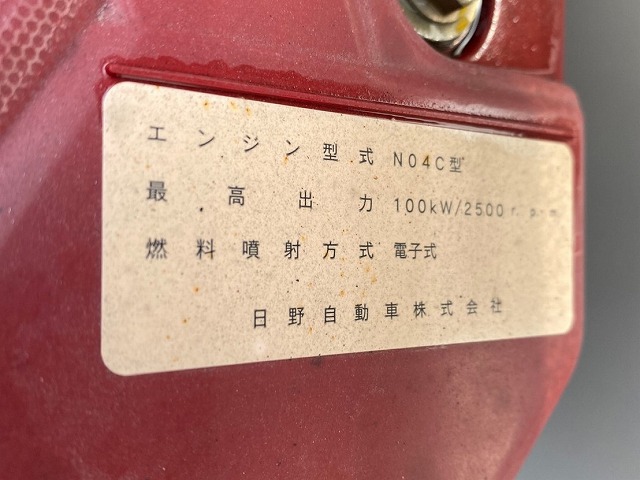 エンジン型式 N04C型
最高出力 100kW/2500r.p.m.
燃料噴射方式 電子式
日野自動車株式会社